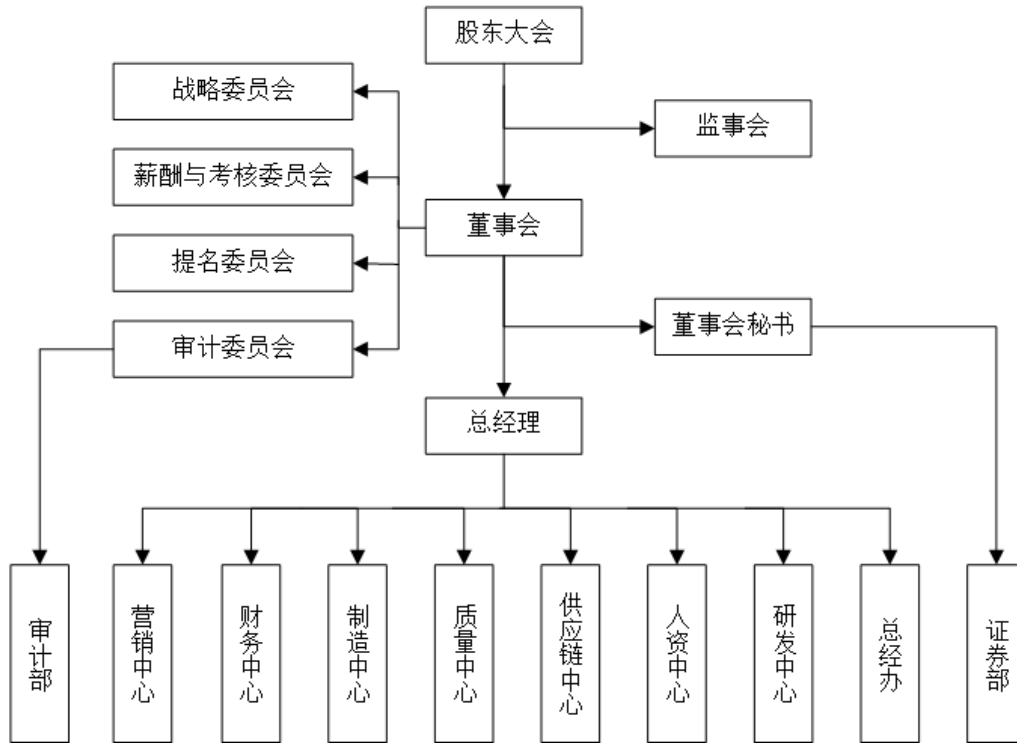 股东大会
战略委员会
监事会
薪酬与考核委员会
董事会
提名委员会
董事会秘书
审计委员会
总经理
审计部
营销中心
财务中心
制造中心
质量中心
供应链中心
人资中心
研发中心
总经办
证券部